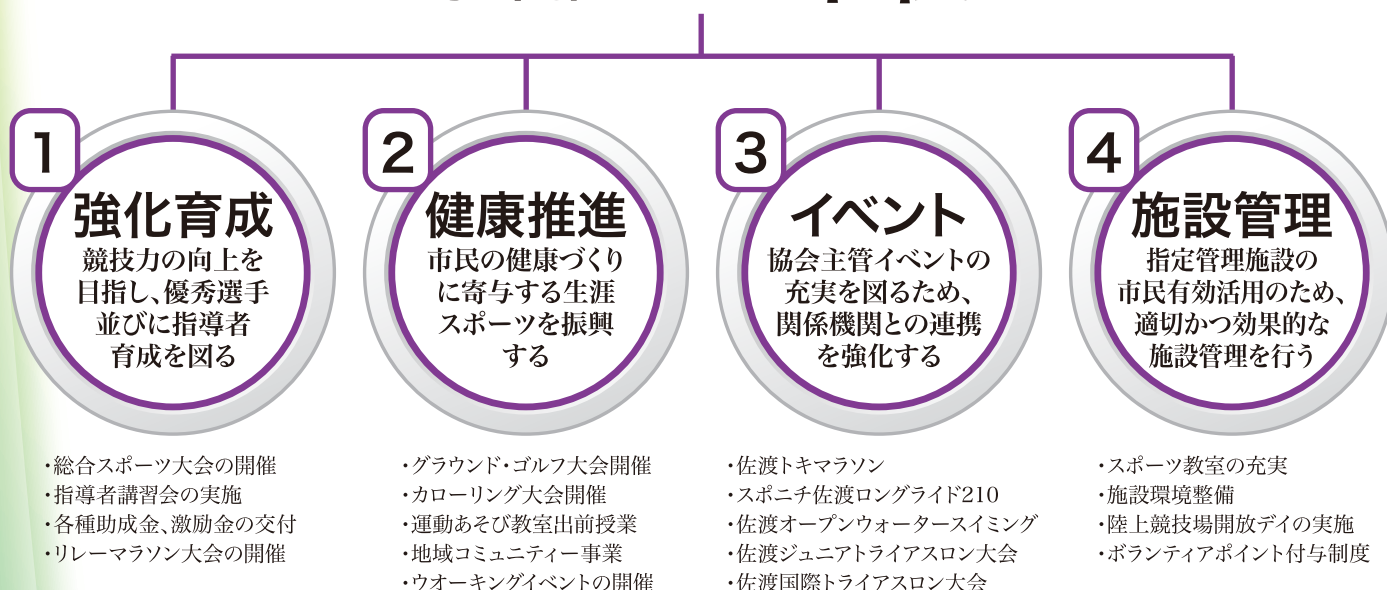 1
強化育成
競技力の向上を
目指し、優秀選手
並びに指導者
育成を図る
・総合スポーツ大会の開催
・指導者講習会の実施
・各種助成金、激励金の交付
・リレーマラソン大会の開催
2
健康推進
市民の健康づくり
に寄与する生涯
スポーツを振興
する
・グラウンド・ゴルフ大会開催
・カローリング大会開催
・運動あそび教室出前授業
・地域コミュニティー事業
・ウオーキングイベントの開催
3
イベント
協会主管イベントの
充実を図るため、
関係機関との連携
を強化する
・佐渡トキマラソン
・スポニチ佐渡ロングライド210
・佐渡オープンウォータースイミング
・佐渡ジュニアトライアスロン大会
・佐渡国際トライアスロン大会
4
施設管理
指定管理施設の
市民有効活用のため、
適切かつ効果的な
施設管理を行う
・スポーツ教室の充実
・施設環境整備
・陸上競技場開放デイの実施
・ボランティアポイント付与制度